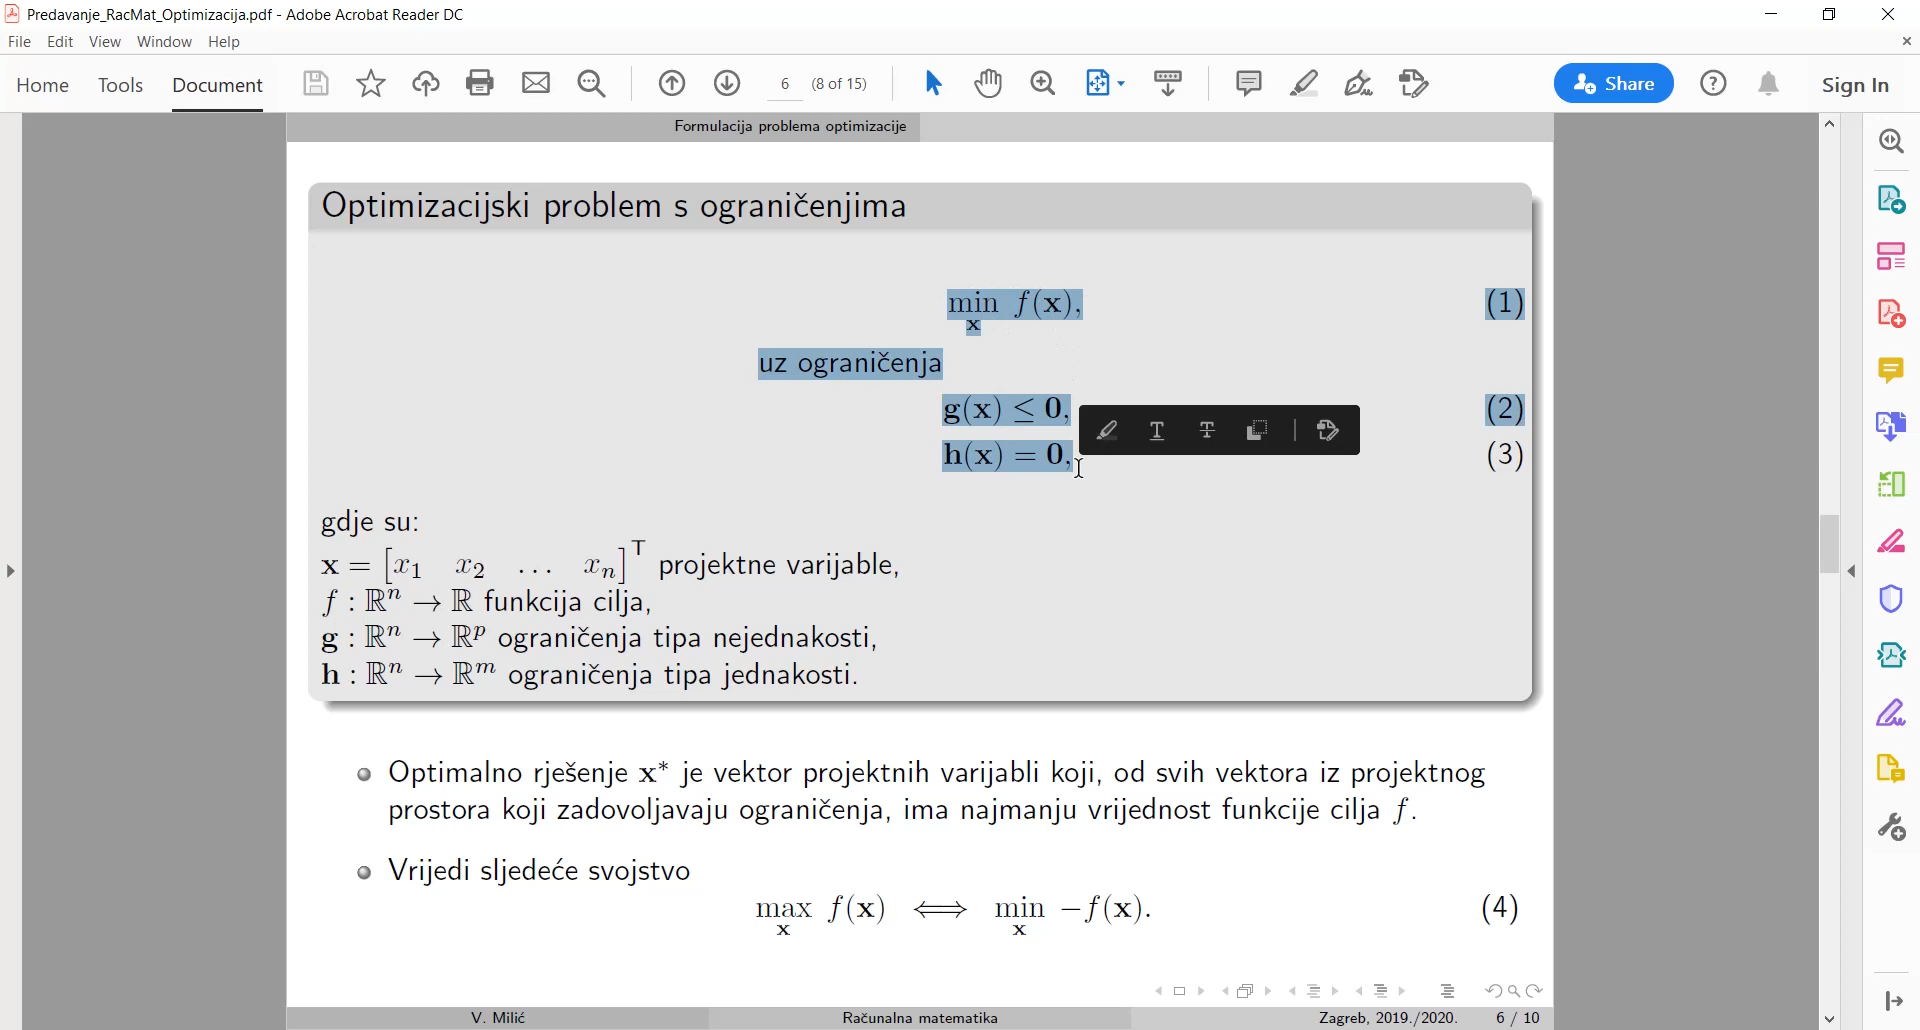 Predavanje_RacMat_Optimizacija.pdf - Adobe Acrobat Reader DC
File Edit View Window Help
Home Tools Document 6 (8 of 15) Share Sign In
Formulacija problema optimizacije
Optimizacijski problem s ograničenjima
min f(x), (1)
x
uz ograničenja
g(x) ≤ 0, (2)
h(x) = 0, (3)
gdje su:
x = [x₁ x₂ … xₙ]ᵀ projektne varijable,
f : ℝⁿ → ℝ funkcija cilja,
g : ℝⁿ → ℝᵖ ograničenja tipa nejednakosti,
h : ℝⁿ → ℝᵐ ograničenja tipa jednakosti.
Optimalno rješenje x* je vektor projektnih varijabli koji, od svih vektora iz projektnog
prostora koji zadovoljavaju ograničenja, ima najmanju vrijednost funkcije cilja f.
Vrijedi sljedeće svojstvo
max f(x) ⟺ min −f(x). (4)
x x
V. Milić Računalna matematika Zagreb, 2019./2020. 6 / 10